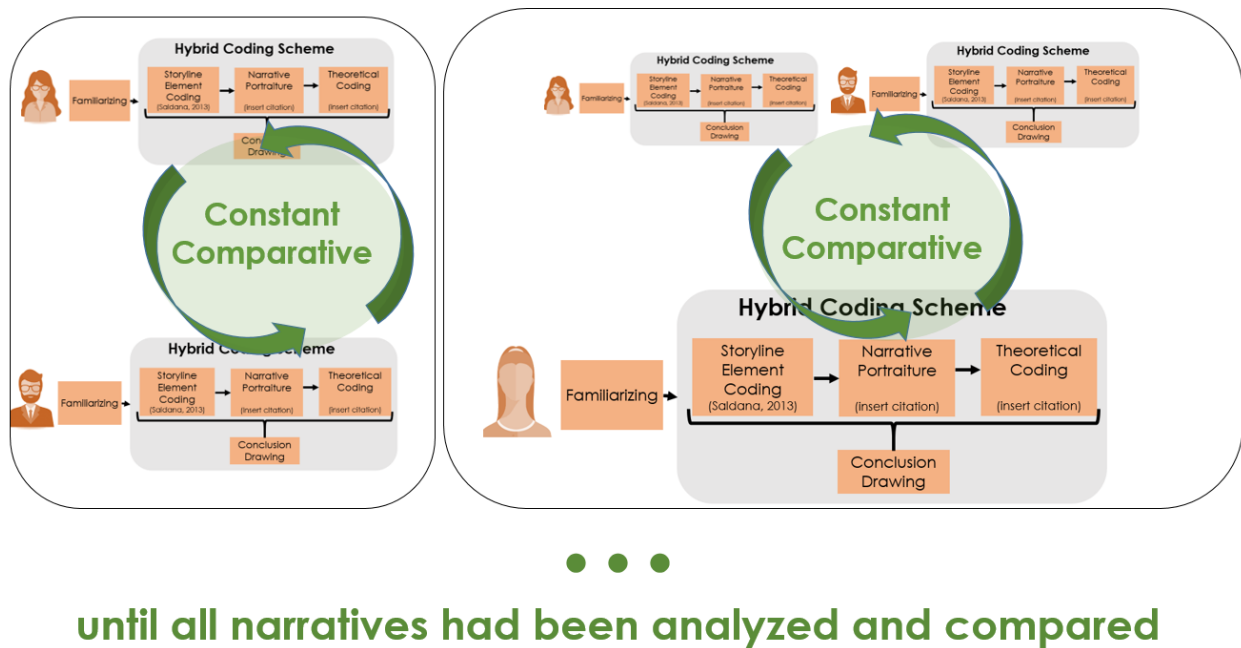 Hybrid Coding Scheme
Familiarizing
Storyline
Element
Coding
(Saldana, 2013)
Narrative
Portraiture
(insert citation)
Theoretical
Coding
(insert citation)
Drawing
Constant
Comparative
Hybrid Coding Scheme
Familiarizing
Storyline
Element
Coding
(Saldana, 2013)
Narrative
Portraiture
(insert citation)
Theoretical
Coding
(insert citation)
Conclusion
Drawing
Hybrid Coding Scheme
Familiarizing
Storyline
Element
Coding
(Saldana, 2013)
Narrative
Portraiture
(insert citation)
Theoretical
Coding
(insert citation)
Conclusion
Drawing
Hybrid Coding Scheme
Familiarizing
Storyline
Element
Coding
(Saldana, 2013)
Narrative
Portraiture
(insert citation)
Theoretical
Coding
(insert citation)
Conclusion
Drawing
Constant
Comparative
Hybrid Coding Scheme
Familiarizing
Storyline
Element
Coding
(Saldana, 2013)
Narrative
Portraiture
(insert citation)
Theoretical
Coding
(insert citation)
Conclusion
Drawing
• • •
until all narratives had been analyzed and compared